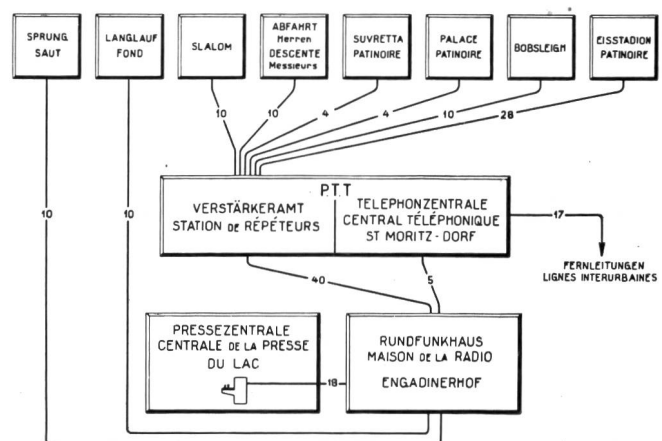 SPRUNG
SAUT
LANGLAUF
FOND
SLALOM
ABFAHRT
Herren
DESCENTE
Messieurs
SUVRETTA
PATINOIRE
PALACE
PATINOIRE
BOBSLEIGH
EISSTADION
PATINOIRE
10
10
4
4
10
28
P.T.T
VERSTÄRKERAMT
STATION DE RÉPÉTEURS
TELEPHONZENTRALE
CENTRAL TÉLÉPHONIQUE
ST MORITZ-DORF
10
10
17
FERNLEITUNGEN
LIGNES INTERURBAINES
40
5
PRESSEZENTRALE
CENTRALE DE LA PRESSE
DU LAC
18
RUNDFUNKHAUS
MAISON DE LA RADIO
ENGADINERHOF